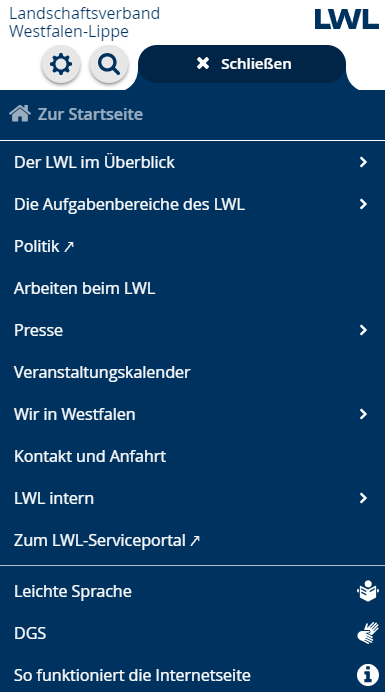 Landschaftsverband
Westfalen-Lippe
LWL
Schließen
Zur Startseite
Der LWL im Überblick
Die Aufgabenbereiche des LWL
Politik ↗
Arbeiten beim LWL
Presse
Veranstaltungskalender
Wir in Westfalen
Kontakt und Anfahrt
LWL intern
Zum LWL-Serviceportal ↗
Leichte Sprache
DGS
So funktioniert die Internetseite